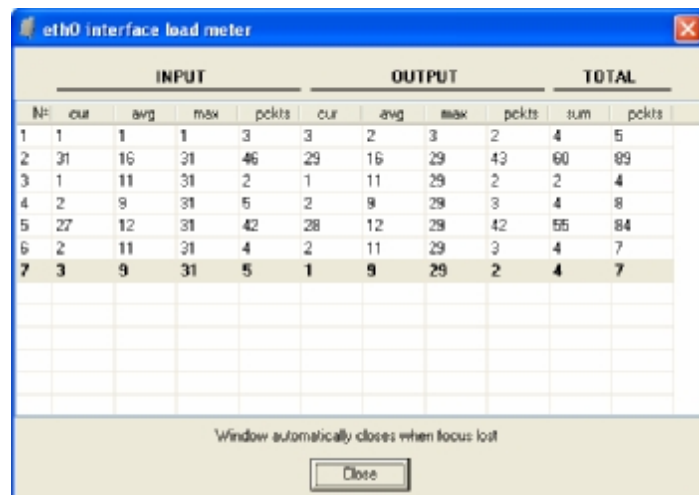 eth0 interface load meter
INPUT OUTPUT TOTAL
№ cur avg max pckts cur avg max pckts sum pckts
1 1 1 1 3 3 2 3 2 4 5
2 31 16 31 46 29 16 29 43 60 89
3 1 11 31 2 1 11 29 2 2 4
4 2 9 31 5 2 9 29 3 4 8
5 27 12 31 42 28 12 29 42 55 84
6 2 11 31 4 2 11 29 3 4 7
7 3 9 31 5 1 9 29 2 4 7
Window automatically closes when focus lost
Close